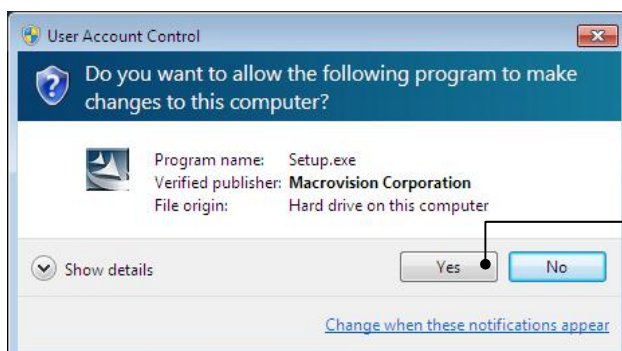 User Account Control
Do you want to allow the following program to make
changes to this computer?
Program name: Setup.exe
Verified publisher: Macrovision Corporation
File origin: Hard drive on this computer
Show details
Yes
No
Change when these notifications appear